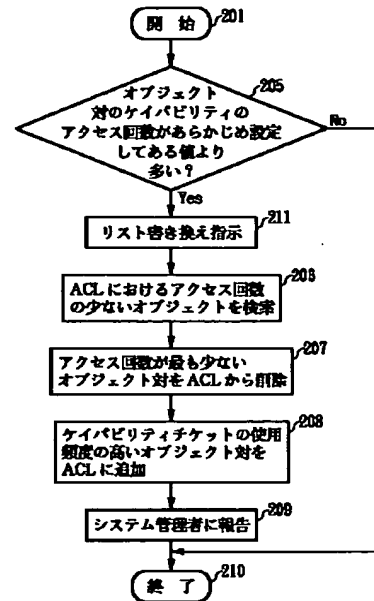 開 始
201
オブジェクト
対のケイパビリティの
アクセス回数があらかじめ設定
してある値より
多い?
205
No
Yes
211
リスト書き換え指示
206
ACLにおけるアクセス回数
の少ないオブジェクトを検索
207
アクセス回数が最も少ない
オブジェクト対をACLから削除
208
ケイパビリティチケットの使用
頻度の高いオブジェクト対を
ACLに追加
209
システム管理者に報告
210
終 了